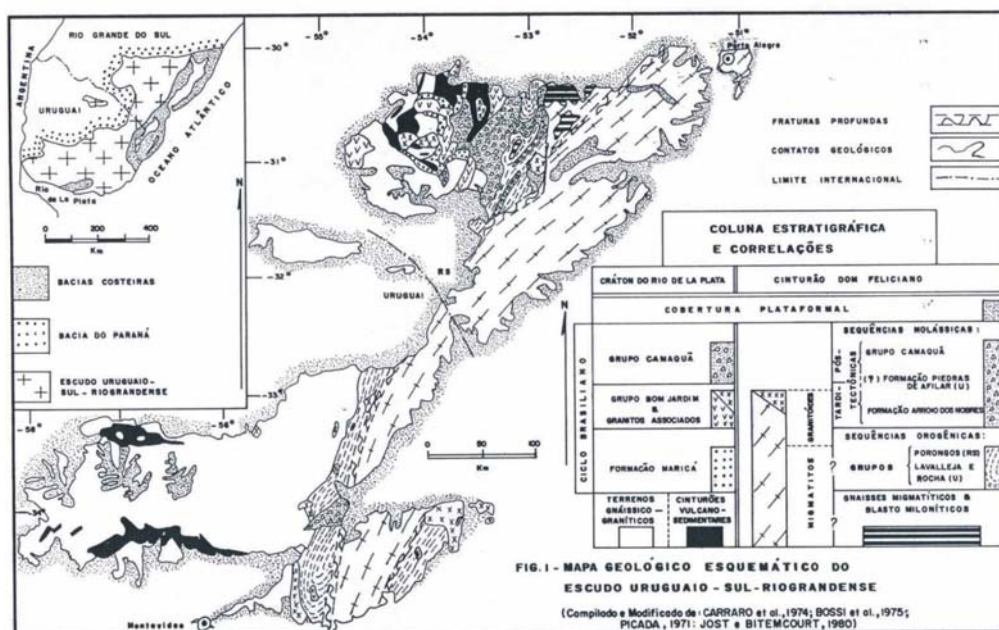 RIO GRANDE DO SUL
ARGENTINA
URUGUAI
OCEANO ATLÂNTICO
Rio
de La Plata
N
0 200 400
Km
BACIAS COSTEIRAS
BACIA DO PARANÁ
ESCUDO URUGUAIO-
SUL-RIOGRANDENSE
-55°
-54°
-53°
-52°
-51°
-30°
-31°
-32°
-33°
-34°
-56°
Porto Alegre
RS
URUGUAI
N
0 50 100
Km
Montevideo
FRATURAS PROFUNDAS
CONTATOS GEOLÓGICOS
LIMITE INTERNACIONAL
COLUNA ESTRATIGRÁFICA
E CORRELAÇÕES
CRÁTON DO RIO DE LA PLATA
CINTURÃO DOM FELICIANO
COBERTURA PLATAFORMAL
CICLO BRASILIANO
GRUPO CAMAQUÃ
GRUPO BOM JARDIM
&
GRANITOS ASSOCIADOS
FORMAÇÃO MARICÁ
TERRENOS
GNÁISSICO-
GRANÍTICOS
CINTURÕES
VULCANO-
SEDIMENTARES
MIGMATITOS
GRANITÓIDES
TARDI-
PÓS-
TECTÔNICAS
SEQUÊNCIAS MOLÁSSICAS:
GRUPO CAMAQUÃ
(?) FORMAÇÃO PIEDRAS
DE AFILAR (U)
FORMAÇÃO ARROIO DOS NOBRES
SEQUÊNCIAS OROGÊNICAS:
GRUPOS
PORONGOS (RS)
LAVALLEJA E
ROCHA (U)
?
?
GNAISSES MIGMATÍTICOS &
BLASTO MILONÍTICOS
FIG. 1 - MAPA GEOLÓGICO ESQUEMÁTICO DO
ESCUDO URUGUAIO - SUL-RIOGRANDENSE
(Compilado e Modificado de: CARRARO et al., 1974; BOSSI et al., 1975;
PICADA, 1971: JOST e BITEMCOURT, 1980)